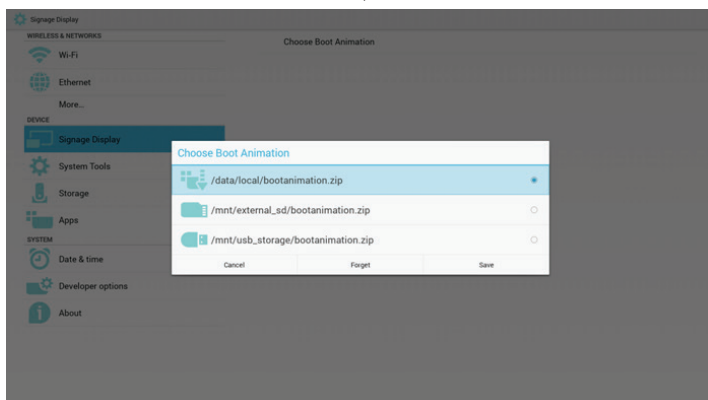 Signage Display
WIRELESS & NETWORKS
Choose Boot Animation
Wi-Fi
Ethernet
More...
DEVICE
Signage Display
System Tools
Storage
Apps
SYSTEM
Date & time
Developer options
About
Choose Boot Animation
/data/local/bootanimation.zip
/mnt/external_sd/bootanimation.zip
/mnt/usb_storage/bootanimation.zip
Cancel Forget Save